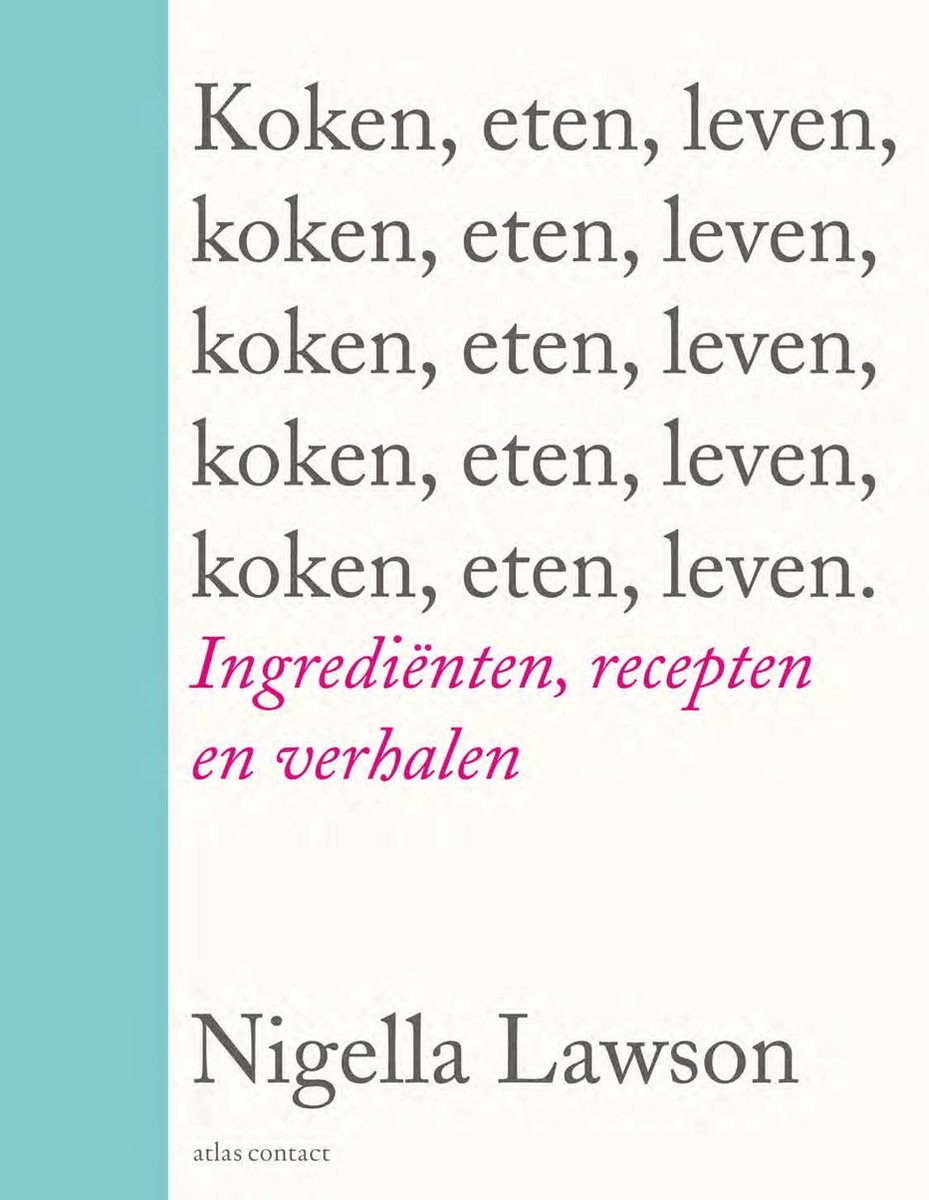 Koken, eten, leven,
koken, eten, leven,
koken, eten, leven,
koken, eten, leven,
koken, eten, leven.
Ingrediënten, recepten
en verhalen
Nigella Lawson
atlas contact